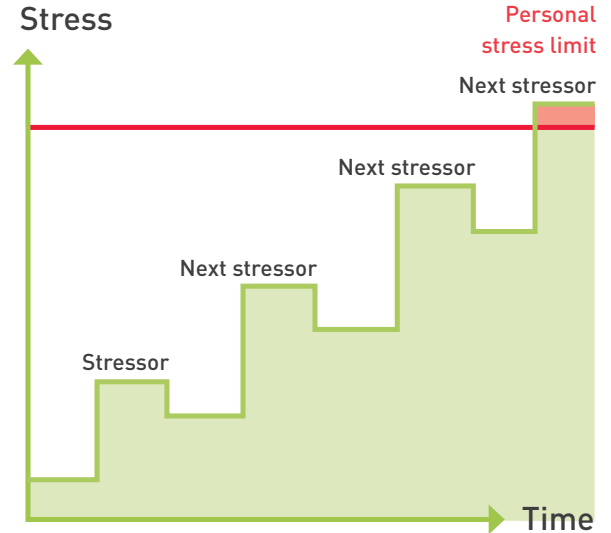 Stress
Personal
stress limit
Next stressor
Next stressor
Next stressor
Stressor
Time